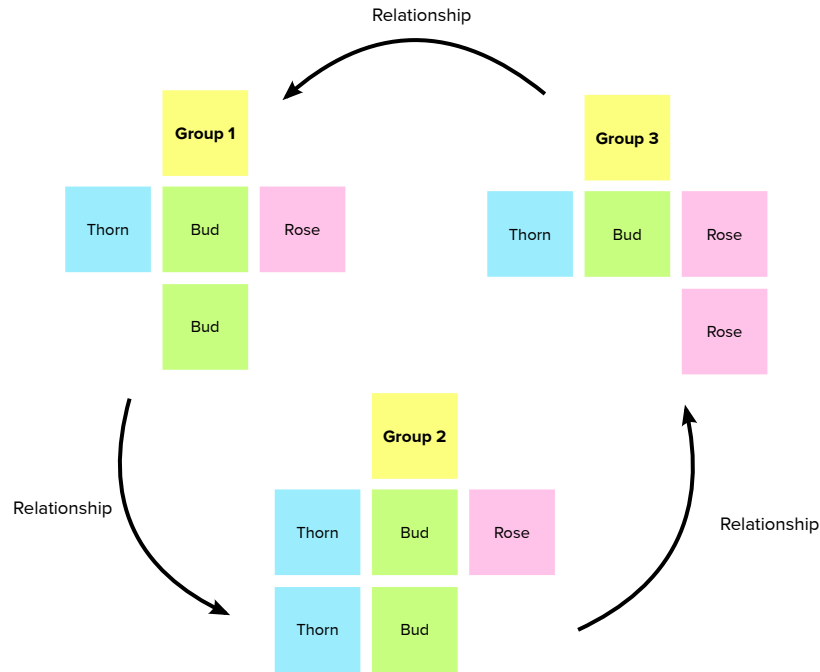 Relationship
Group 1
Thorn Bud Rose
Bud
Group 3
Thorn Bud Rose
Rose
Relationship
Group 2
Thorn Bud Rose
Thorn Bud
Relationship